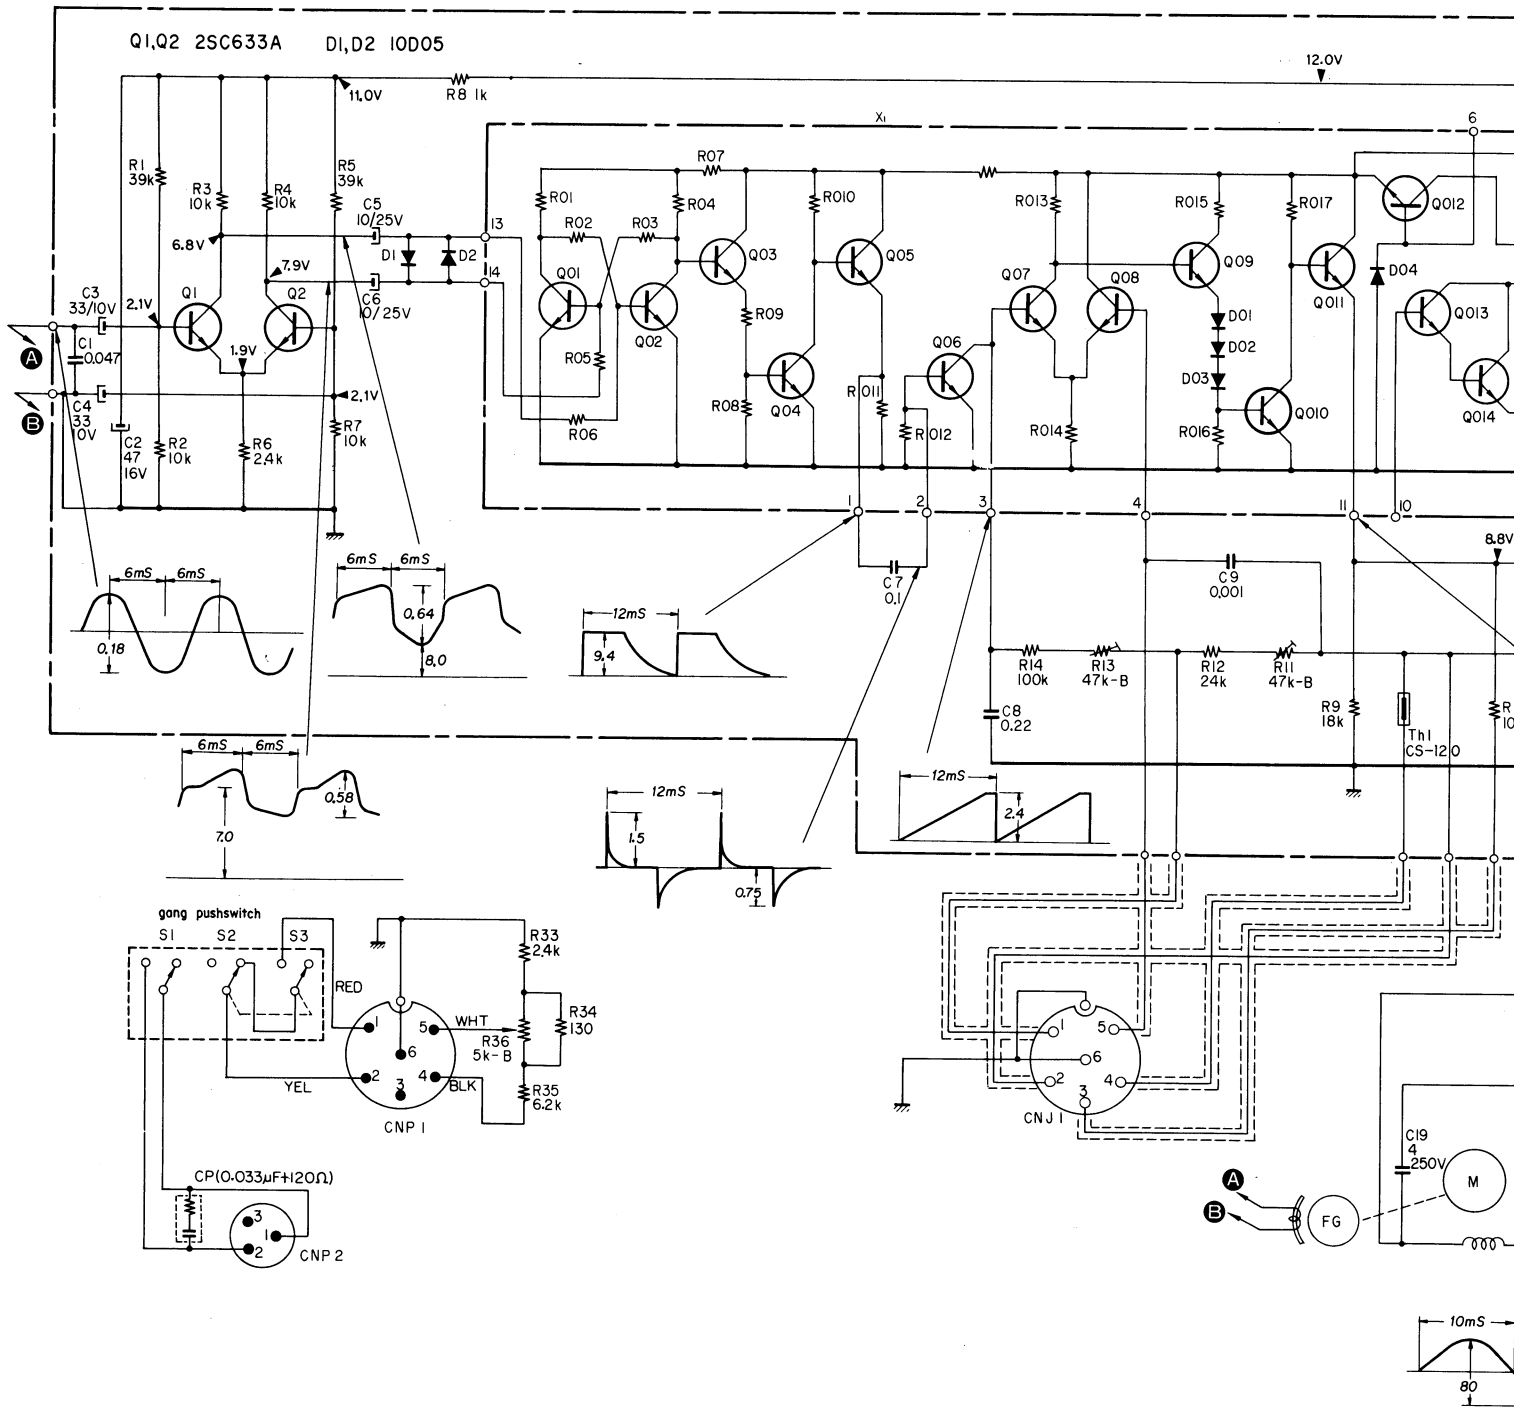 Q1,Q2 2SC633A D1,D2 10D05
12.0V
11.0V
R8 1k
X1
6
R1
39k
R3
10k
R4
10k
R5
39k
C5
10/25V
6.8V
7.9V
D1
D2
C6
10/25V
13
14
R01
R02
R03
R04
R07
Q01
Q02
Q03
R05
R06
R09
R08
Q04
R010
Q05
R011
Q06
R012
R013
Q07
Q08
R014
R015
Q09
D01
D02
D03
R016
Q010
R017
Q011
Q012
D04
Q013
Q014
C3
33/10V
2.1V
Q1
Q2
A
C1
0.047
1.9V
B
C4
33
10V
2.1V
C2
47
16V
R2
10k
R6
2.4k
R7
10k
1
2
3
4
11
10
8.8V
6mS 6mS
0.18
6mS 6mS
0.64
8.0
12mS
9.4
C7
0.1
C9
0.001
R14
100k
R13
47k-B
R12
24k
R11
47k-B
C8
0.22
R9
18k
Th1
CS-120
R
10
6mS 6mS
0.58
7.0
12mS
1.5
0.75
12mS
2.4
gang pushswitch
S1 S2 S3
RED
YEL
1
2
3
4
5
6
WHT
BLK
CNP1
R33
2.4k
R34
130
R36
5k-B
R35
6.2k
1
2
3
4
5
6
CNJ1
CP(0.033µF+120Ω)
3
1
2
CNP2
C19
4
250V
M
A
B
FG
10mS
80